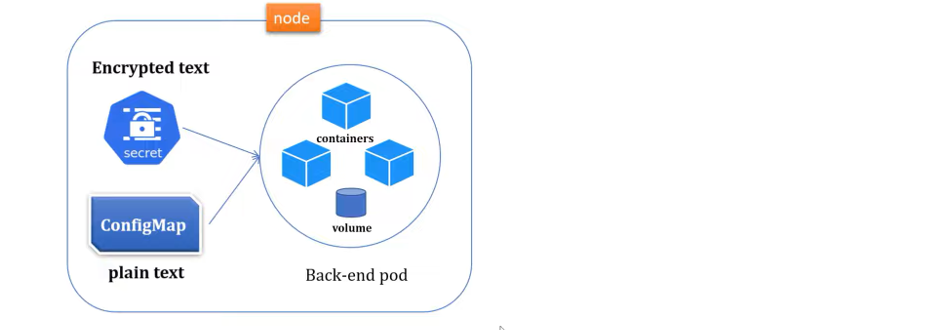 node
Encrypted text
secret
containers
ConfigMap
volume
plain text
Back-end pod